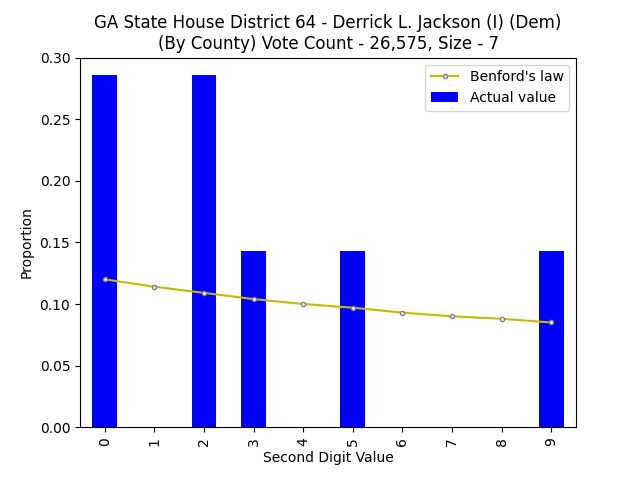 GA State House District 64 - Derrick L. Jackson (I) (Dem)
(By County) Vote Count - 26,575, Size - 7
Benford's law
Actual value
0.30
0.25
0.20
0.15
0.10
0.05
0.00
Proportion
0 1 2 3 4 5 6 7 8 9
Second Digit Value